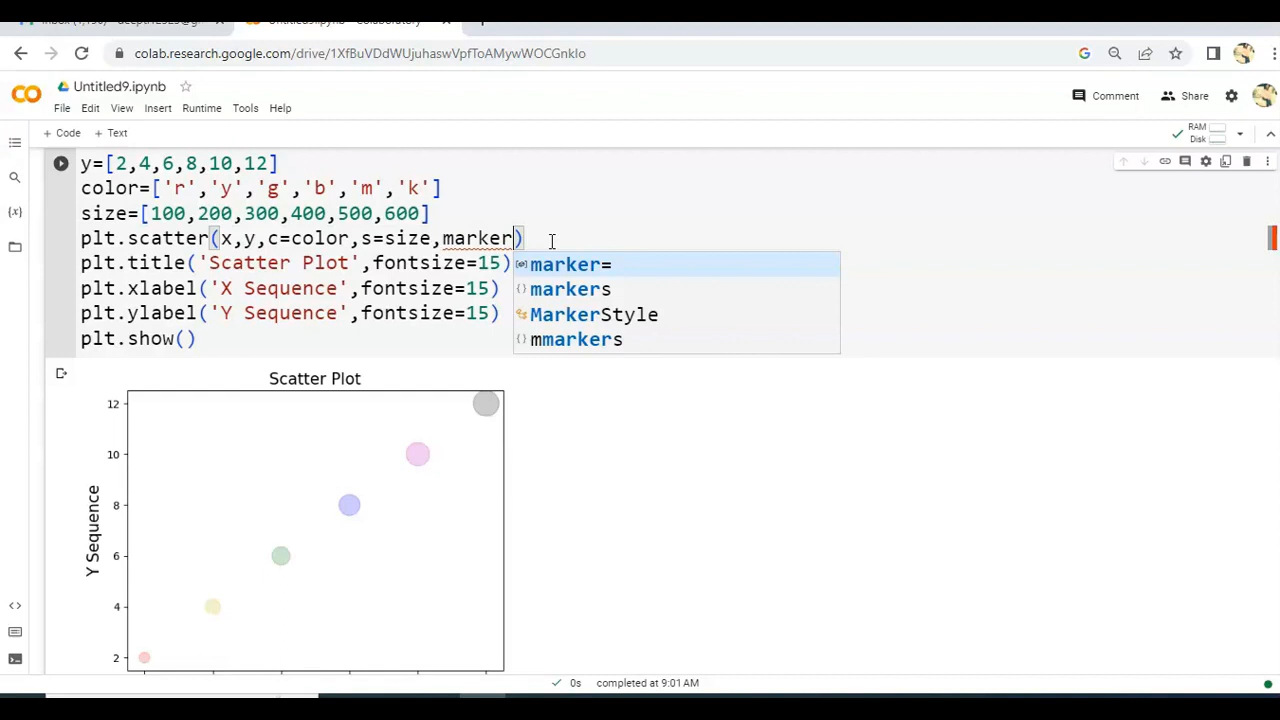 colab.research.google.com/drive/1XfBuVDdWUjuhaswVpfToAMywWOCGnkIo
Untitled9.ipynb
File Edit View Insert Runtime Tools Help
Comment
Share
+ Code + Text
RAM
Disk
y=[2,4,6,8,10,12]
color=['r','y','g','b','m','k']
size=[100,200,300,400,500,600]
plt.scatter(x,y,c=color,s=size,marker)
plt.title('Scatter Plot',fontsize=15)
marker=
plt.xlabel('X Sequence',fontsize=15)
markers
plt.ylabel('Y Sequence',fontsize=15)
MarkerStyle
plt.show()
mmarkers
Scatter Plot
12
10
8
6
4
2
Y Sequence
0s completed at 9:01 AM